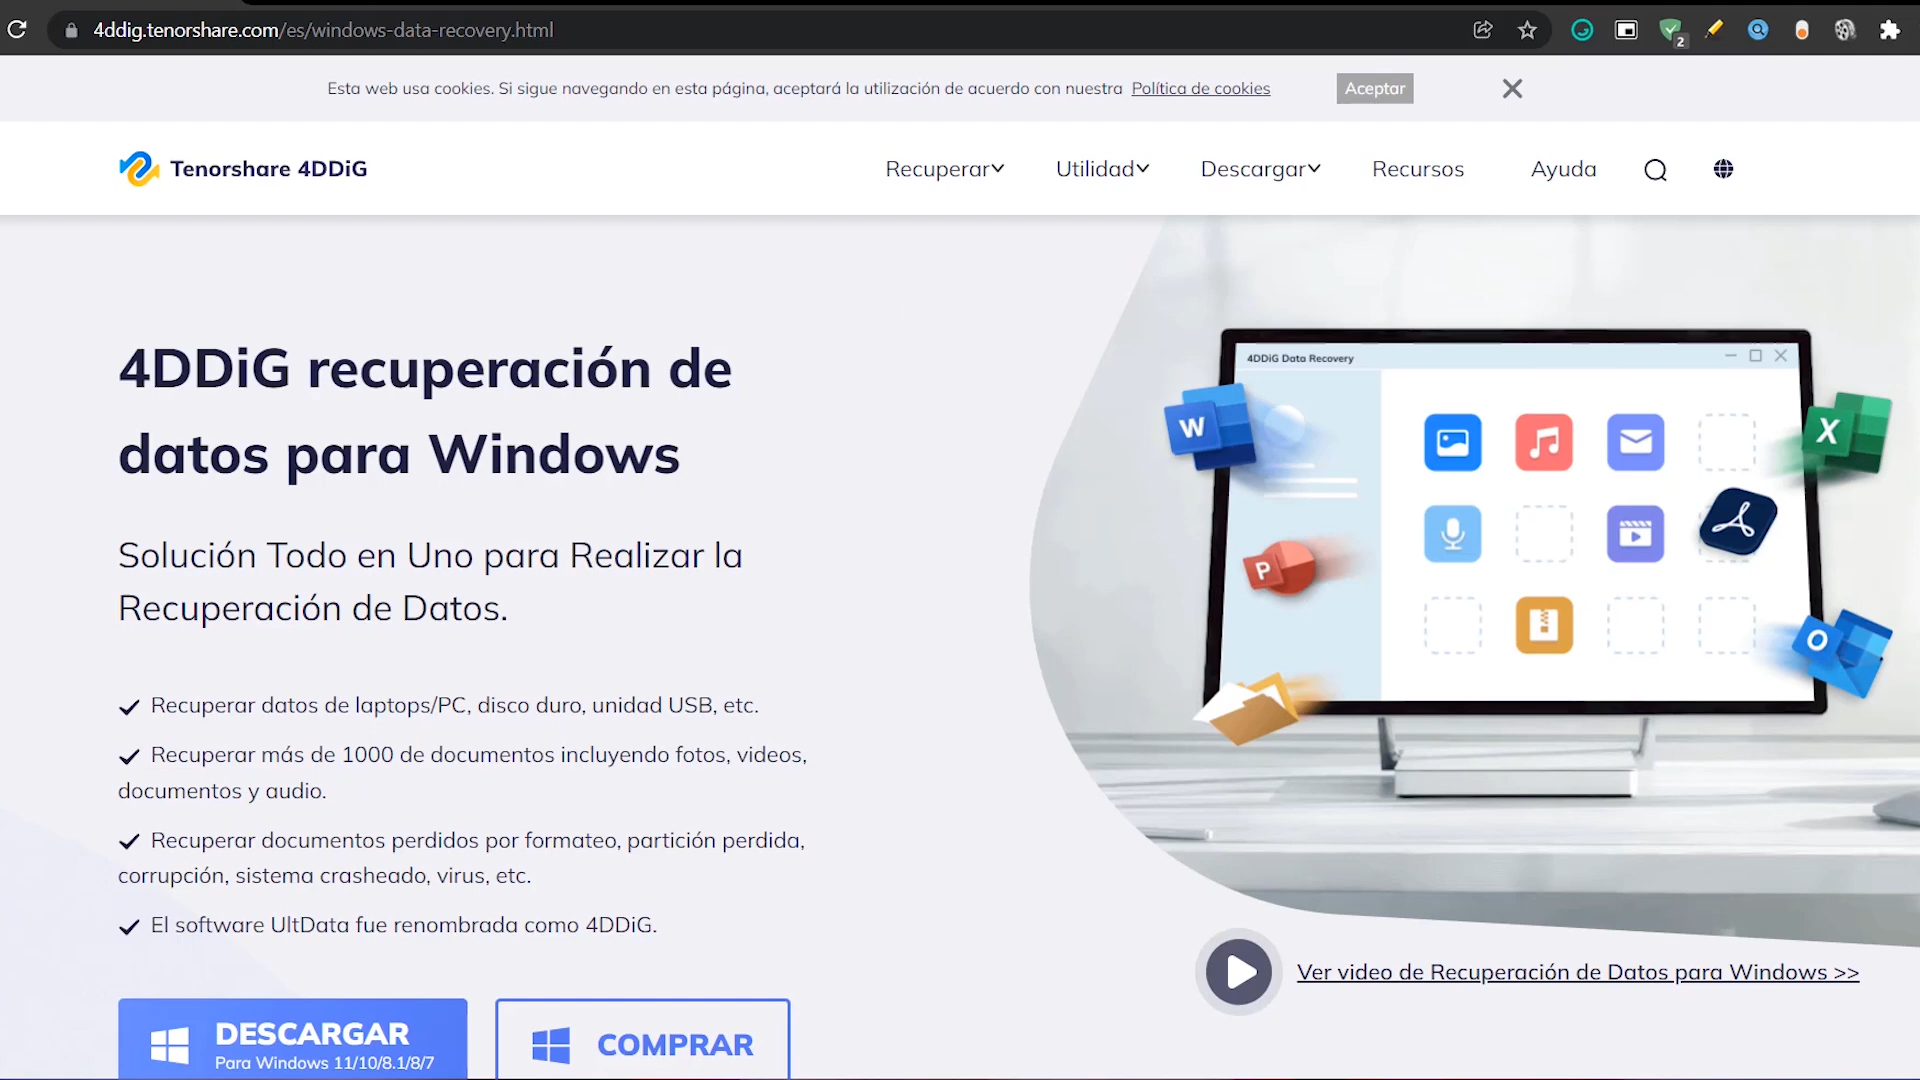 4ddig.tenorshare.com/es/windows-data-recovery.html
2
Esta web usa cookies. Si sigue navegando en esta página, aceptará la utilización de acuerdo con nuestra Política de cookies
Aceptar
Tenorshare 4DDiG
Recuperar
Utilidad
Descargar
Recursos
Ayuda
4DDiG recuperación de
datos para Windows
Solución Todo en Uno para Realizar la
Recuperación de Datos.
Recuperar datos de laptops/PC, disco duro, unidad USB, etc.
Recuperar más de 1000 de documentos incluyendo fotos, videos,
documentos y audio.
Recuperar documentos perdidos por formateo, partición perdida,
corrupción, sistema crasheado, virus, etc.
El software UltData fue renombrada como 4DDiG.
DESCARGAR
Para Windows 11/10/8.1/8/7
COMPRAR
4DDiG Data Recovery
W
X
P
O
Ver video de Recuperación de Datos para Windows >>